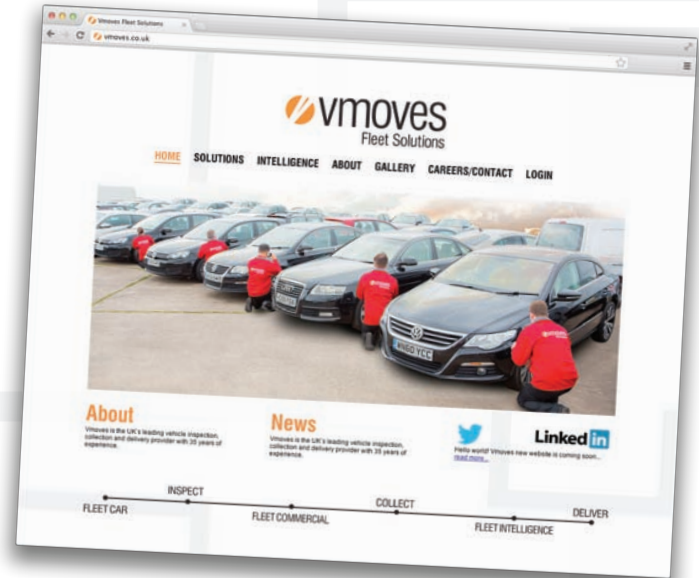 Vmoves Fleet Solutions
vmoves.co.uk
vmoves
Fleet Solutions
HOME SOLUTIONS INTELLIGENCE ABOUT GALLERY CAREERS/CONTACT LOGIN
WN60 YCC
About
Vmoves is the UK's leading vehicle inspection,
collection and delivery provider with 35 years of
experience.
News
Vmoves is the UK's leading vehicle inspection,
collection and delivery provider with 35 years of
experience.
Linked in
Hello world! Vmoves new website is coming soon...
read more...
INSPECT COLLECT DELIVER
FLEET CAR FLEET COMMERCIAL FLEET INTELLIGENCE